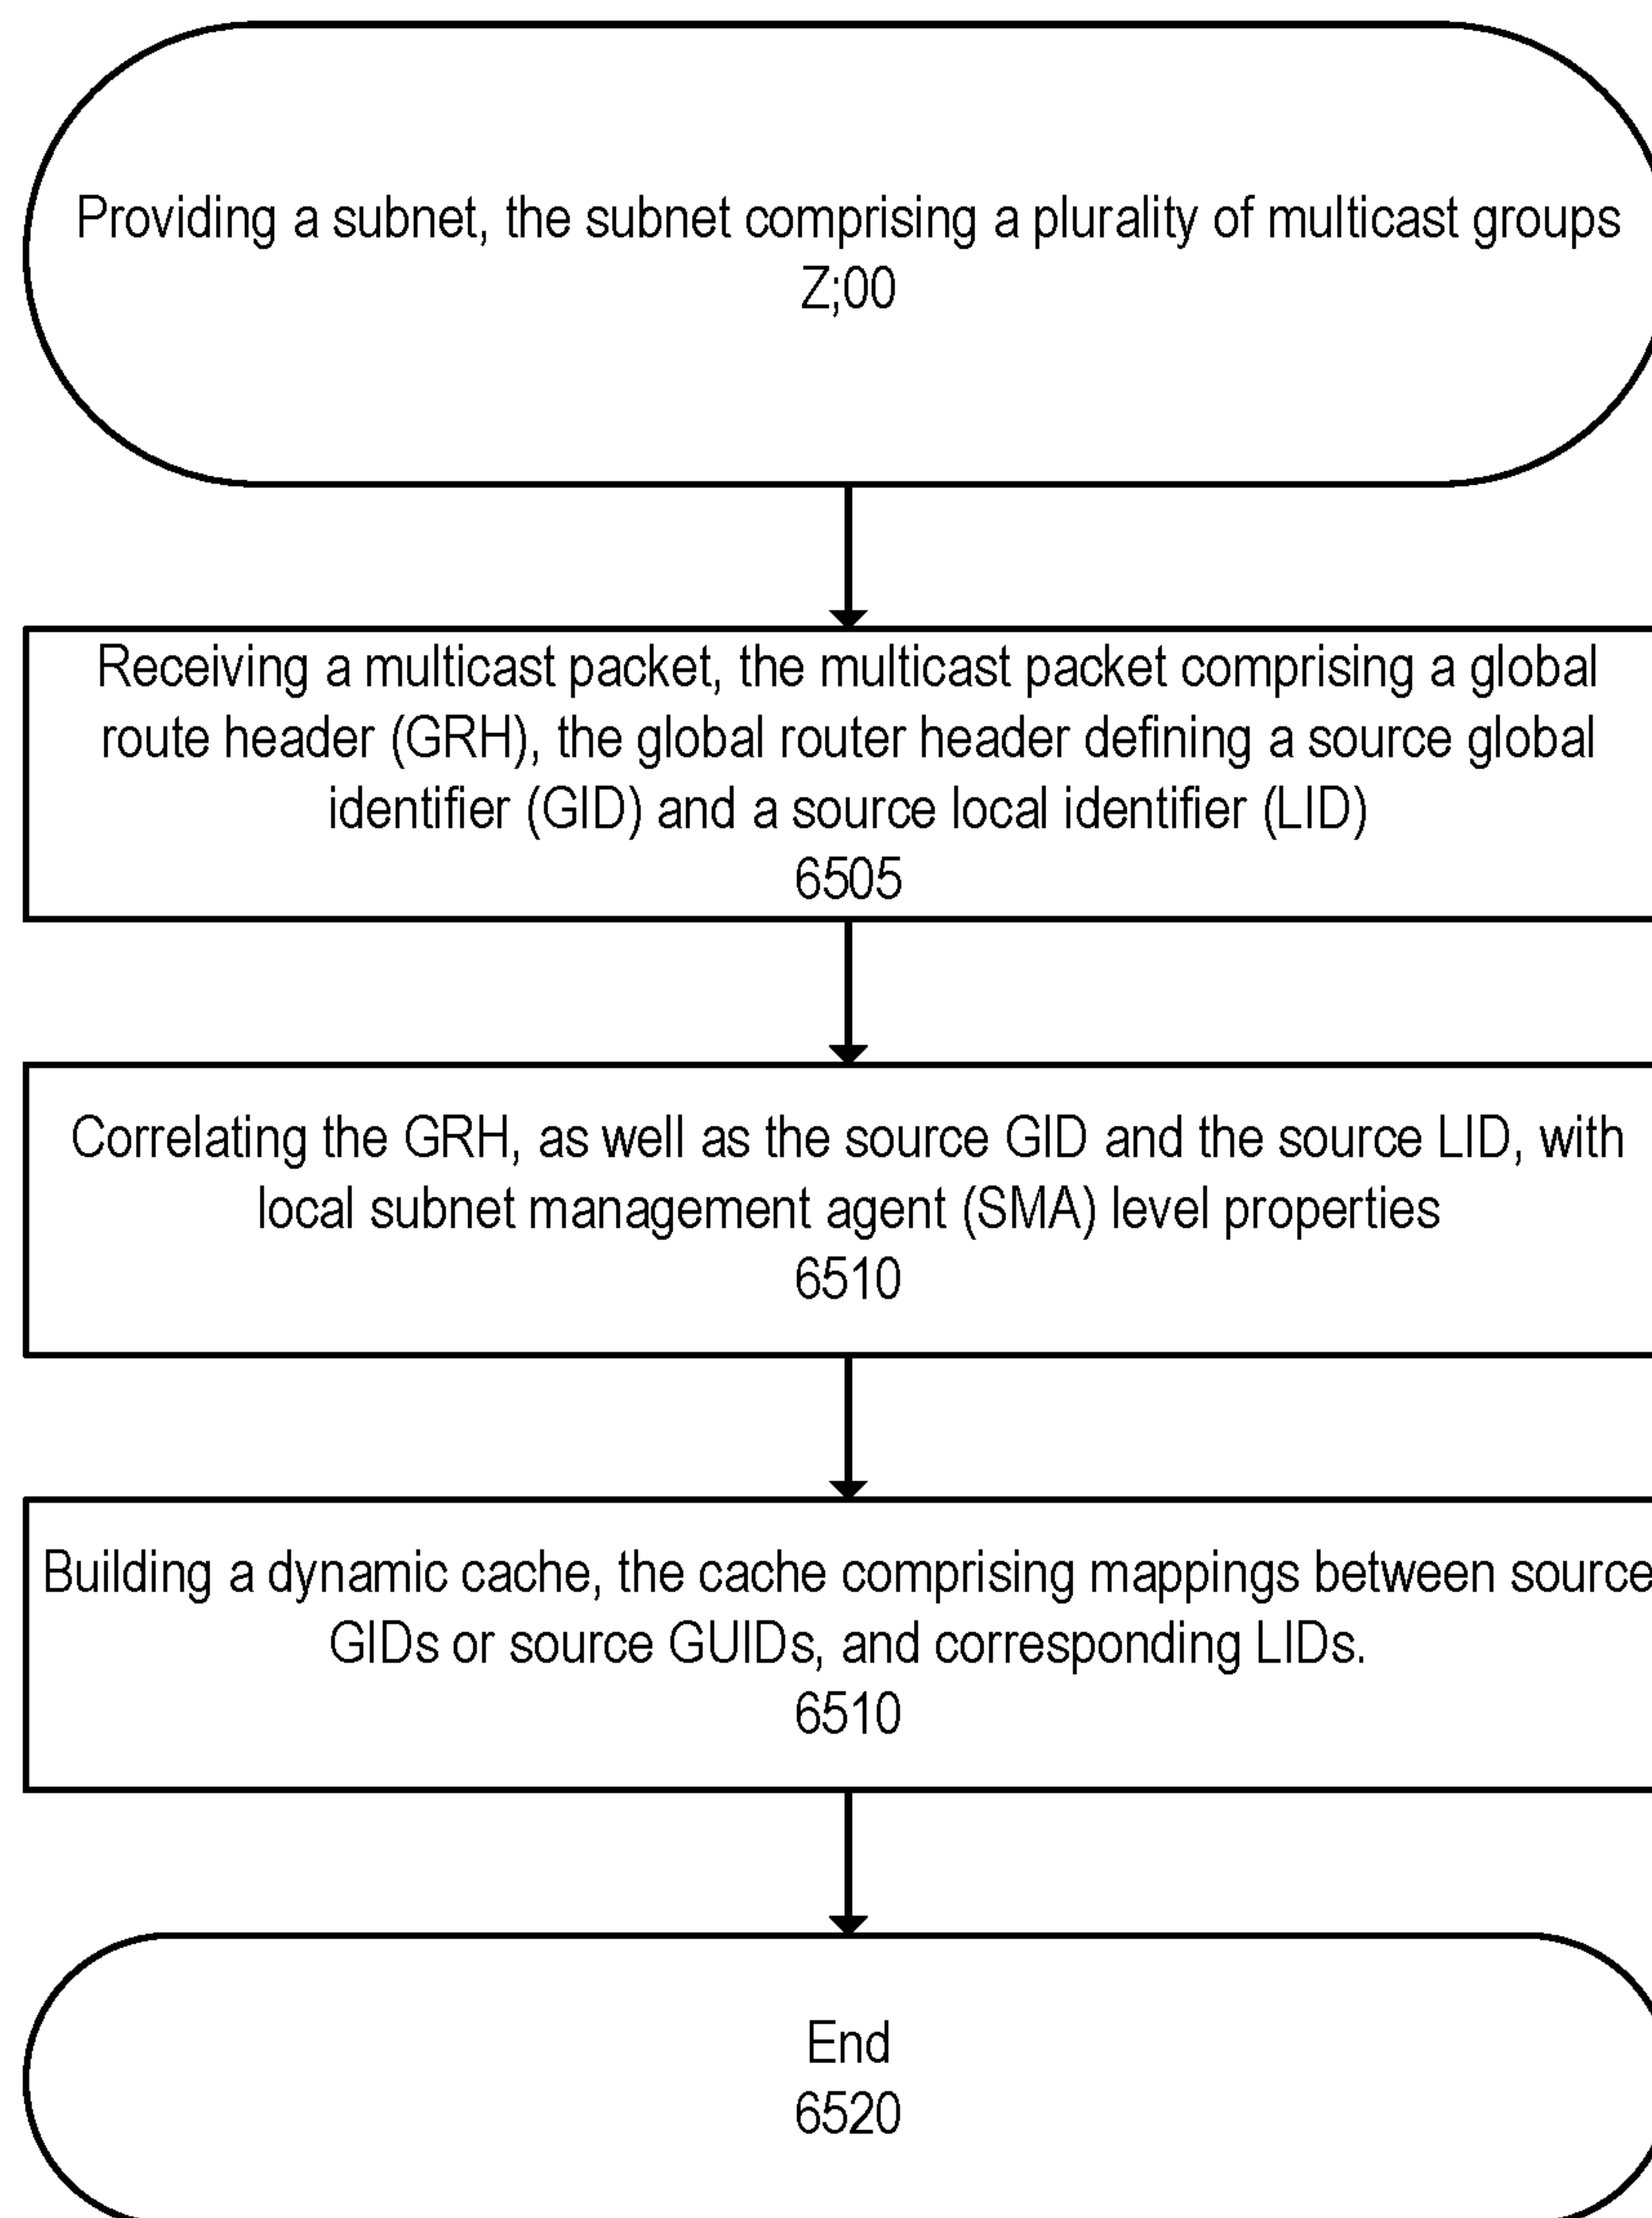 Providing a subnet, the subnet comprising a plurality of multicast groups
Z;00
Receiving a multicast packet, the multicast packet comprising a global
route header (GRH), the global router header defining a source global
identifier (GID) and a source local identifier (LID)
6505
Correlating the GRH, as well as the source GID and the source LID, with
local subnet management agent (SMA) level properties
6510
Building a dynamic cache, the cache comprising mappings between source
GIDs or source GUIDs, and corresponding LIDs.
6510
End
6520